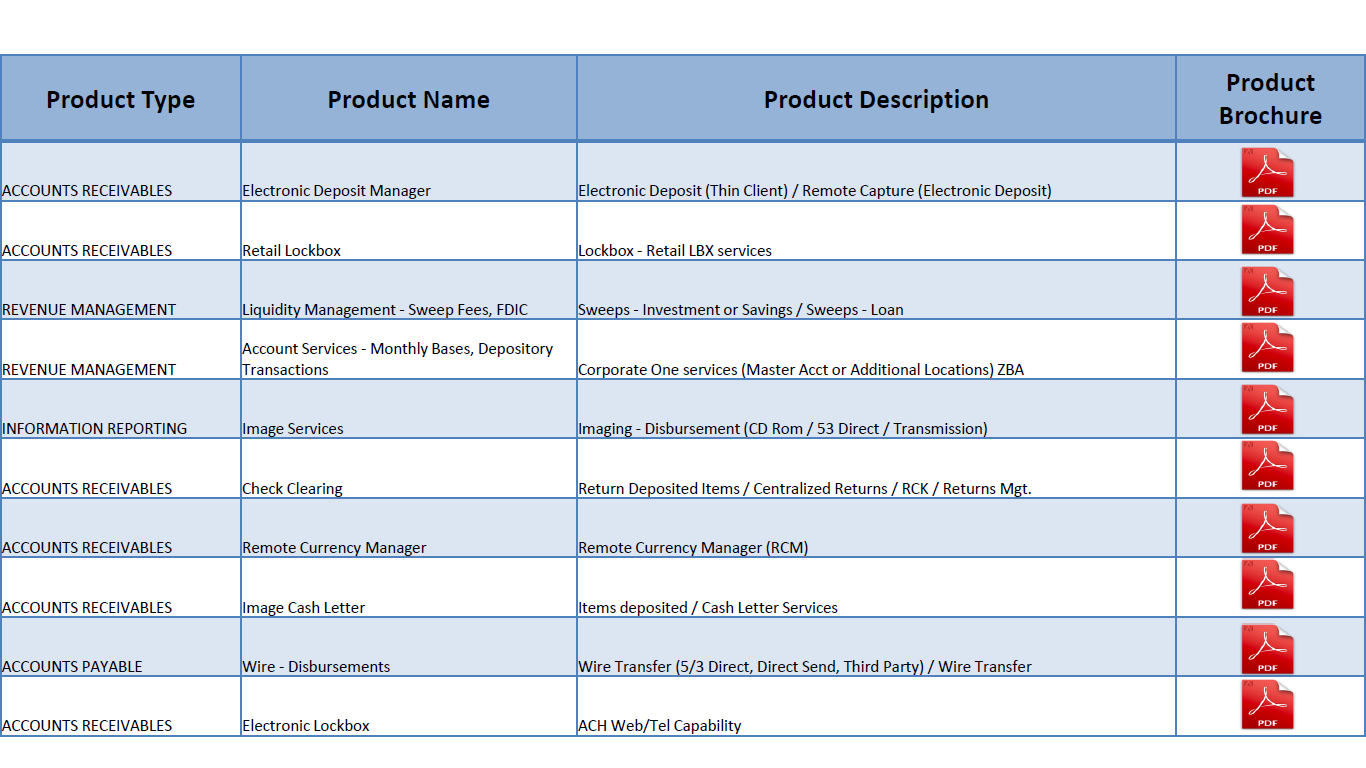 Product Type Product Name Product Description Product Brochure
ACCOUNTS RECEIVABLES Electronic Deposit Manager Electronic Deposit (Thin Client) / Remote Capture (Electronic Deposit) PDF
ACCOUNTS RECEIVABLES Retail Lockbox Lockbox - Retail LBX services PDF
REVENUE MANAGEMENT Liquidity Management - Sweep Fees, FDIC Sweeps - Investment or Savings / Sweeps - Loan PDF
REVENUE MANAGEMENT Account Services - Monthly Bases, Depository Transactions Corporate One services (Master Acct or Additional Locations) ZBA PDF
INFORMATION REPORTING Image Services Imaging - Disbursement (CD Rom / 53 Direct / Transmission) PDF
ACCOUNTS RECEIVABLES Check Clearing Return Deposited Items / Centralized Returns / RCK / Returns Mgt. PDF
ACCOUNTS RECEIVABLES Remote Currency Manager Remote Currency Manager (RCM) PDF
ACCOUNTS RECEIVABLES Image Cash Letter Items deposited / Cash Letter Services PDF
ACCOUNTS PAYABLE Wire - Disbursements Wire Transfer (5/3 Direct, Direct Send, Third Party) / Wire Transfer PDF
ACCOUNTS RECEIVABLES Electronic Lockbox ACH Web/Tel Capability PDF